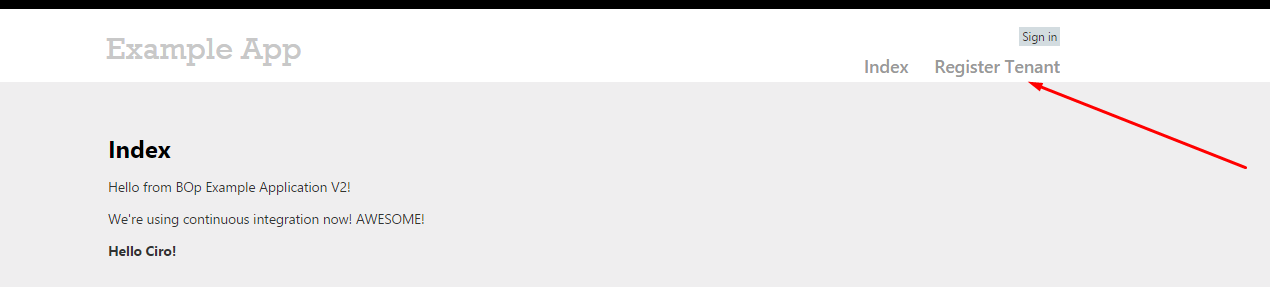 Example App
Sign in
Index
Register Tenant
Index
Hello from BOp Example Application V2!
We're using continuous integration now! AWESOME!
Hello Ciro!